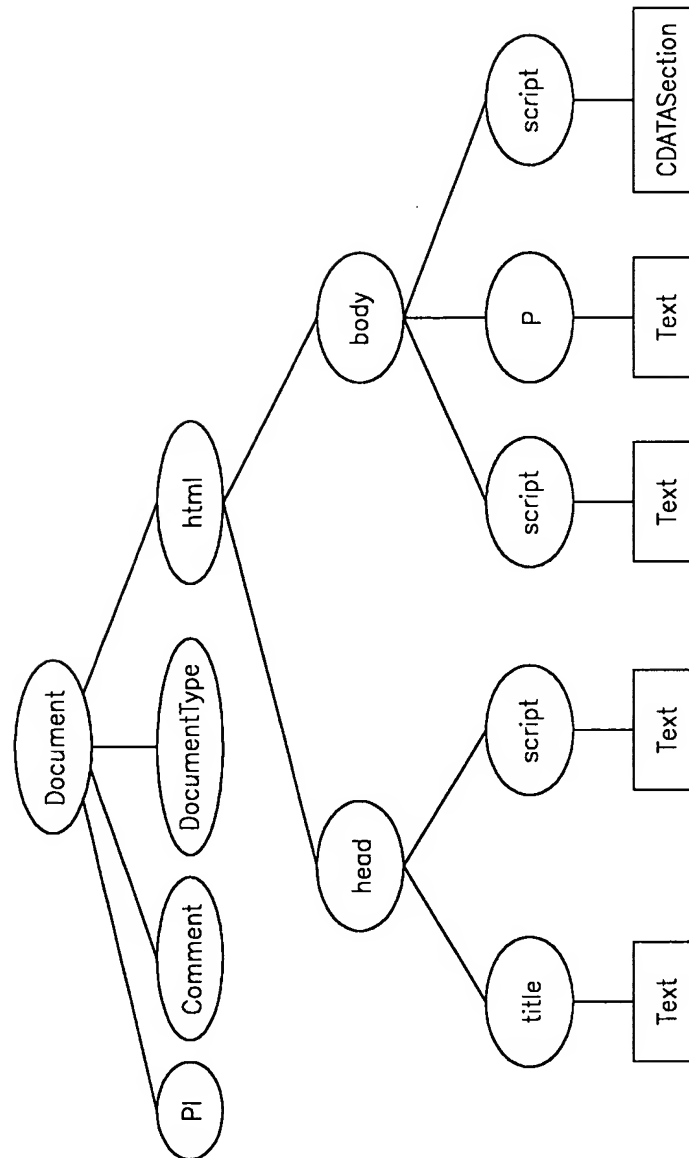 Document
PI
Comment
DocumentType
html
head
body
title
script
script
P
script
Text
Text
Text
Text
CDATASection